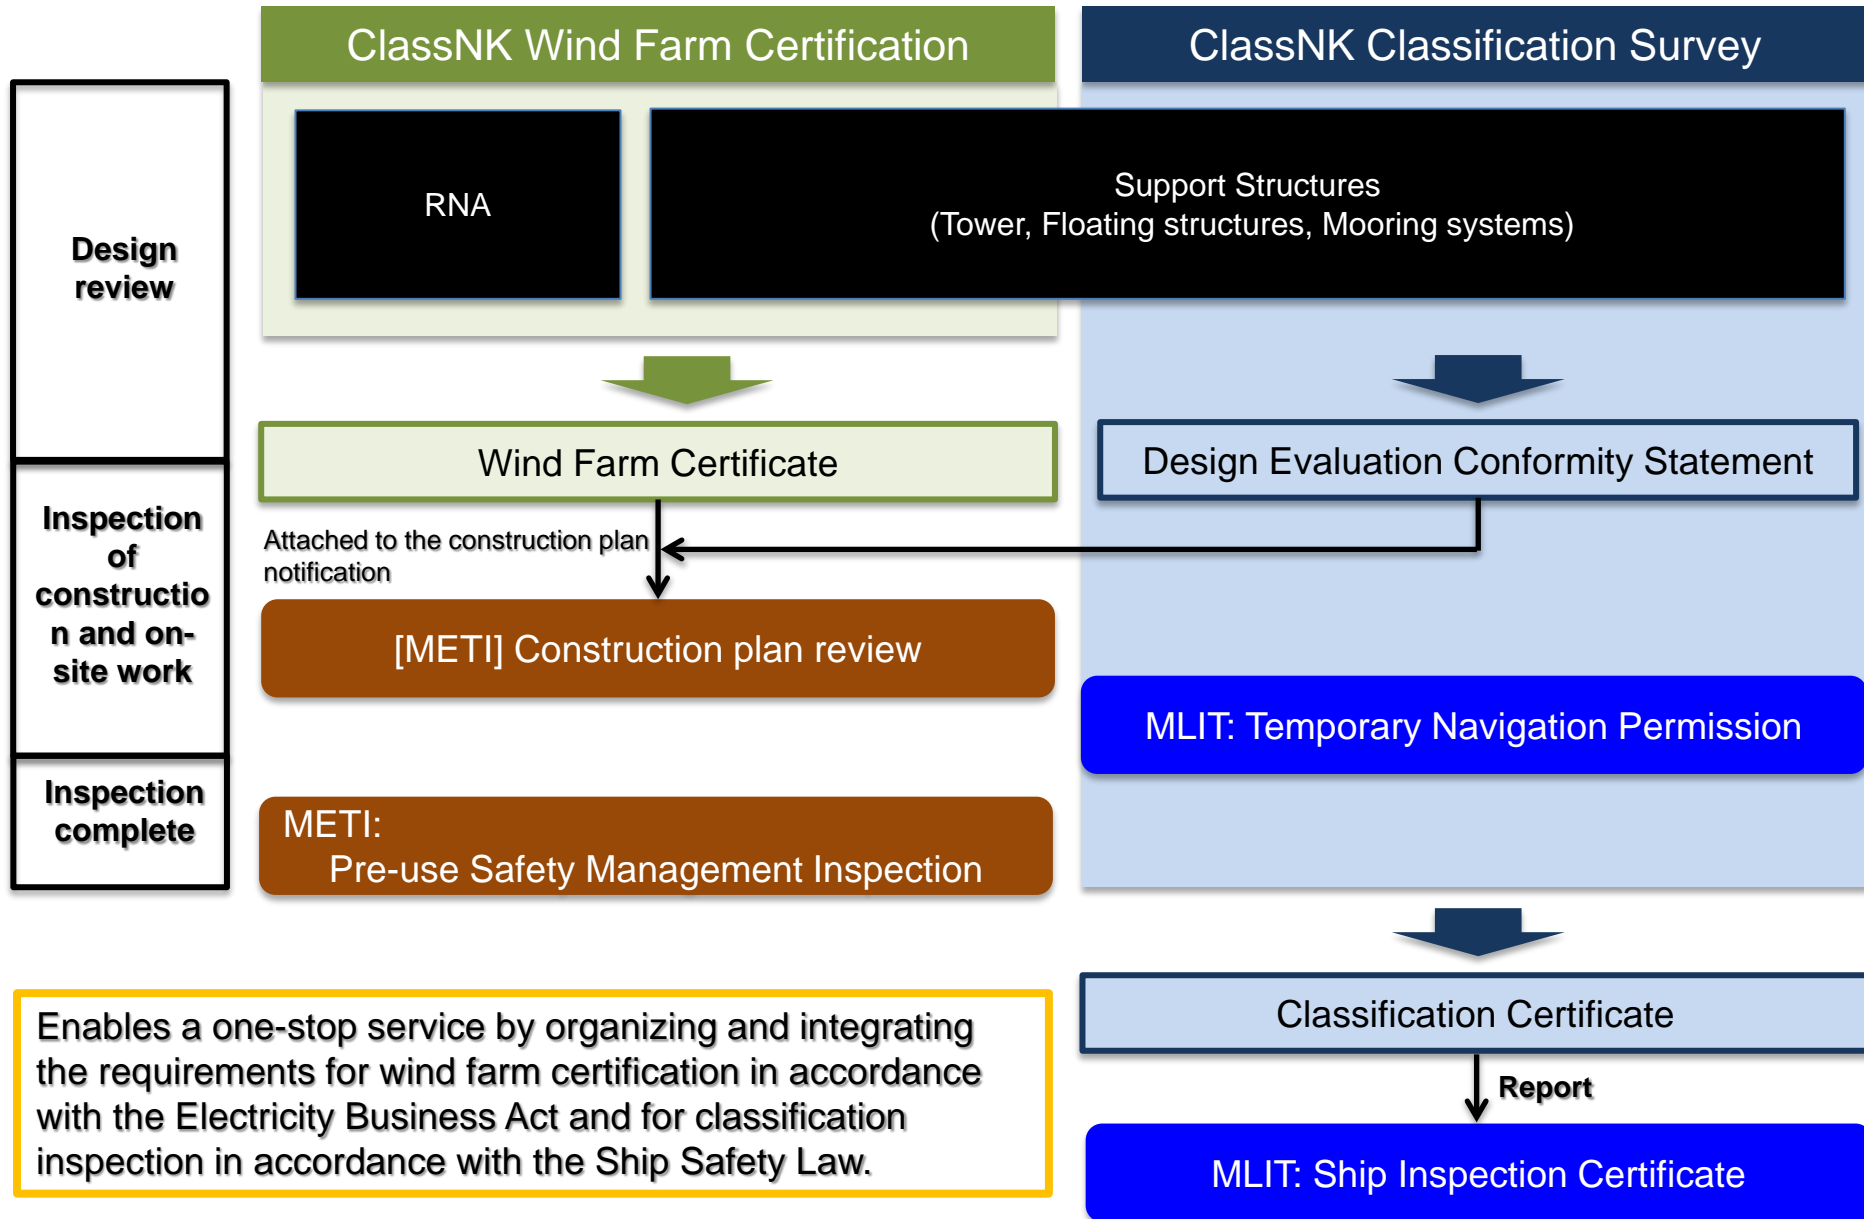 ClassNK Wind Farm Certification
ClassNK Classification Survey
Design
review
RNA
Support Structures
(Tower, Floating structures, Mooring systems)
Wind Farm Certificate
Design Evaluation Conformity Statement
Inspection
of
constructio
n and on-
site work
Attached to the construction plan
notification
[METI] Construction plan review
MLIT: Temporary Navigation Permission
Inspection
complete
METI:
Pre-use Safety Management Inspection
Classification Certificate
Report
MLIT: Ship Inspection Certificate
Enables a one-stop service by organizing and integrating
the requirements for wind farm certification in accordance
with the Electricity Business Act and for classification
inspection in accordance with the Ship Safety Law.